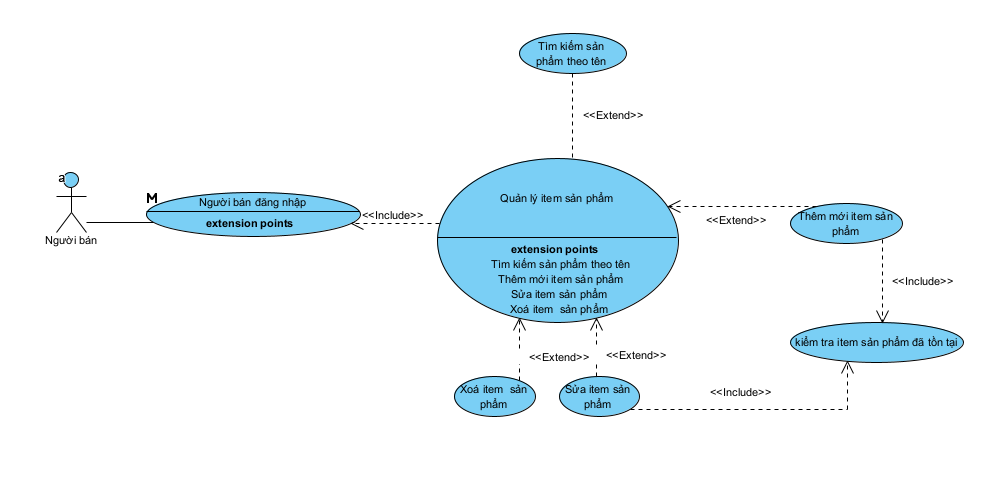 Tìm kiếm sản
phẩm theo tên
<<Extend>>
a
M
Người bán
Người bán đăng nhập
extension points
<<Include>>
Quản lý item sản phẩm
extension points
Tìm kiếm sản phẩm theo tên
Thêm mới item sản phẩm
Sửa item sản phẩm
Xoá item  sản phẩm
<<Extend>>
Thêm mới item sản
phẩm
<<Include>>
kiểm tra item sản phẩm đã tồn tại
<<Extend>>
<<Extend>>
Xoá item  sản
phẩm
Sửa item sản
phẩm
<<Include>>